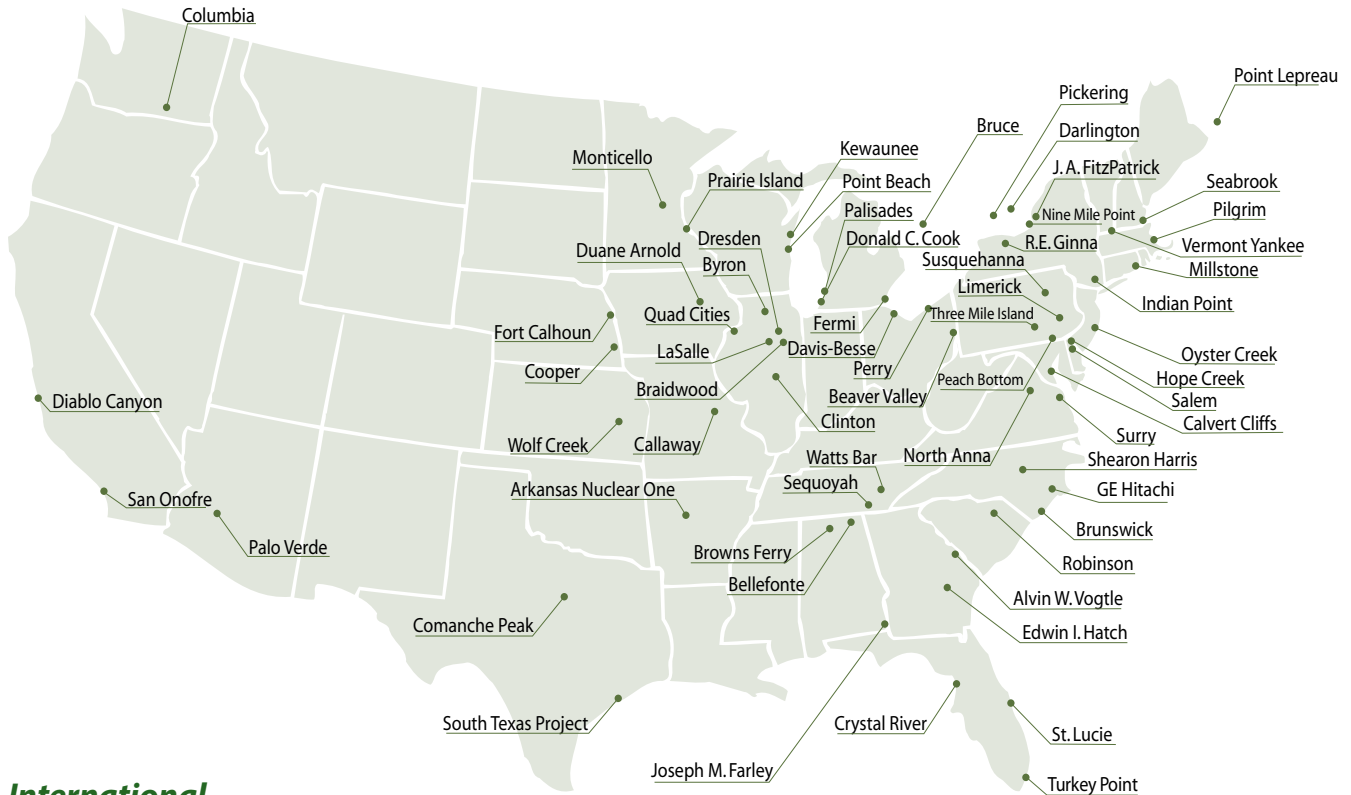 Columbia
Point Lepreau
Pickering
Bruce
Darlington
Kewaunee
Monticello
J. A. FitzPatrick
Prairie Island
Point Beach
Seabrook
Palisades
Nine Mile Point
Pilgrim
Dresden
Donald C. Cook
R.E. Ginna
Vermont Yankee
Duane Arnold
Byron
Susquehanna
Millstone
Limerick
Indian Point
Quad Cities
Three Mile Island
Fermi
Fort Calhoun
LaSalle
Davis-Besse
Oyster Creek
Cooper
Perry
Peach Bottom
Hope Creek
Braidwood
Beaver Valley
Salem
Diablo Canyon
Clinton
Calvert Cliffs
Surry
Wolf Creek
Callaway
Watts Bar
North Anna
Shearon Harris
Sequoyah
Arkansas Nuclear One
GE Hitachi
San Onofre
Brunswick
Palo Verde
Browns Ferry
Robinson
Bellefonte
Alvin W. Vogtle
Comanche Peak
Edwin I. Hatch
South Texas Project
Crystal River
St. Lucie
Joseph M. Farley
Turkey Point
International